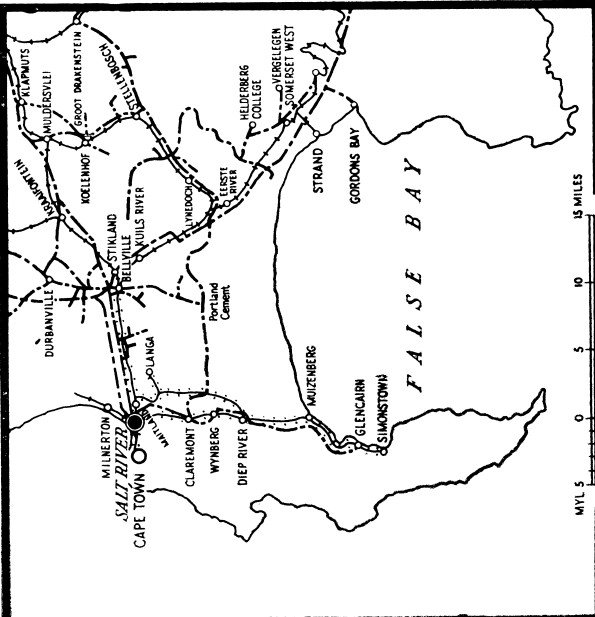 KLAPMUTS
MULDERSVLEI
GROOT DRAKENSTEIN
STELLENBOSCH
KOELENHOF
KRAAIFONTEIN
HELDERBERG
COLLEGE
VERGELEGEN
SOMERSET WEST
STRAND
GORDONS BAY
LYNEDOCH
EERSTE
RIVER
KUILS RIVER
STIKLAND
BELLVILLE
DURBANVILLE
Portland
Cement
LANGA
MAITLAND
MILNERTON
SALT RIVER
CAPE TOWN
CLAREMONT
WYNBERG
DIEP RIVER
MUIZENBERG
GLENCAIRN
SIMONSTOWN
FALSE BAY
MYL 5 0 5 10 15 MILES